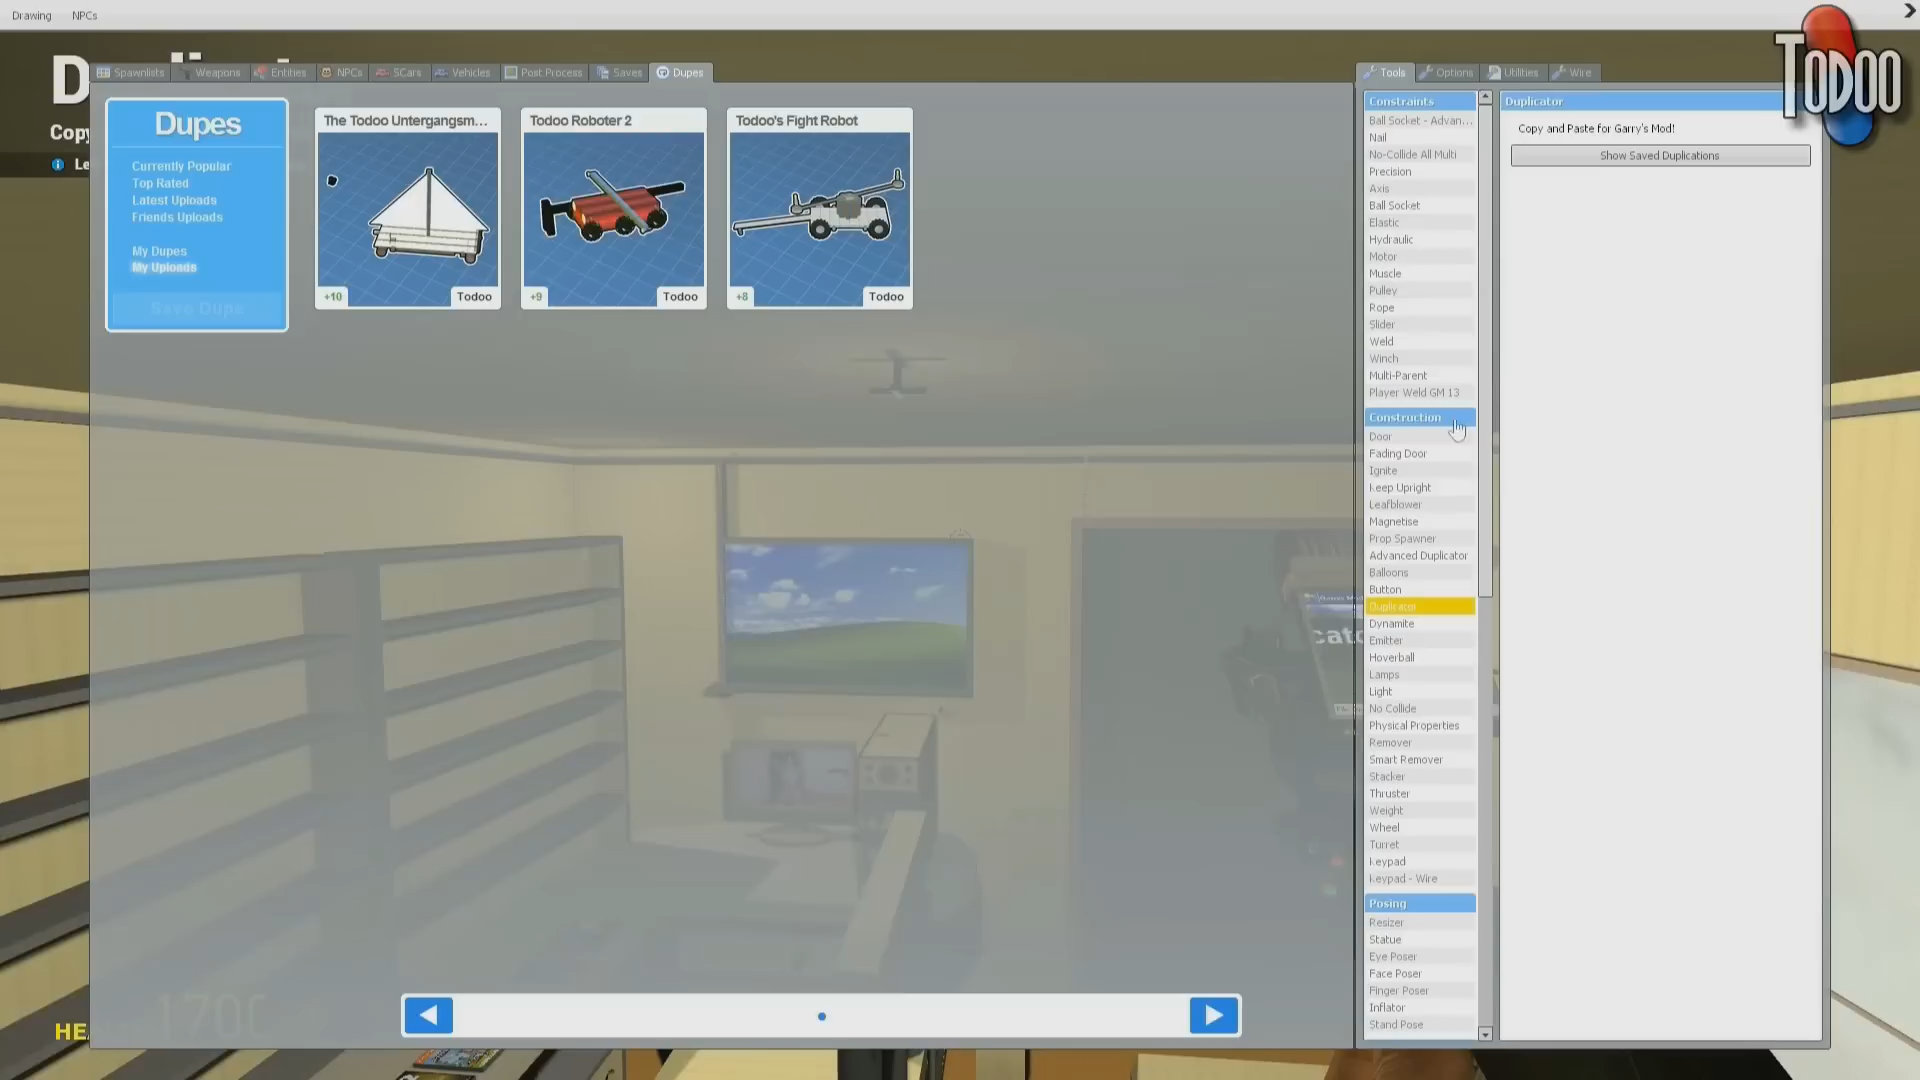 Drawing NPCs
TODOO
D
Copy
Le
Spawnlists Weapons Entities NPCs SCars Vehicles Post Process Saves Dupes
Dupes
Currently Popular
Top Rated
Latest Uploads
Friends Uploads
My Dupes
My Uploads
Save Dupe
The Todoo Untergangsm...
+10 Todoo
Todoo Roboter 2
+9 Todoo
Todoo's Fight Robot
+8 Todoo
Tools Options Utilities Wire
Constraints
Ball Socket - Advan...
Nail
No-Collide All Multi
Precision
Axis
Ball Socket
Elastic
Hydraulic
Motor
Muscle
Pulley
Rope
Slider
Weld
Winch
Multi-Parent
Player Weld GM 13
Construction
Door
Fading Door
Ignite
Keep Upright
Leafblower
Magnetise
Prop Spawner
Advanced Duplicator
Balloons
Button
Duplicator
Dynamite
Emitter
Hoverball
Lamps
Light
No Collide
Physical Properties
Remover
Smart Remover
Stacker
Thruster
Weight
Wheel
Turret
Keypad
Keypad - Wire
Posing
Resizer
Statue
Eye Poser
Face Poser
Finger Poser
Inflator
Stand Pose
Duplicator
Copy and Paste for Garry's Mod!
Show Saved Duplications
cato
HEA
1700